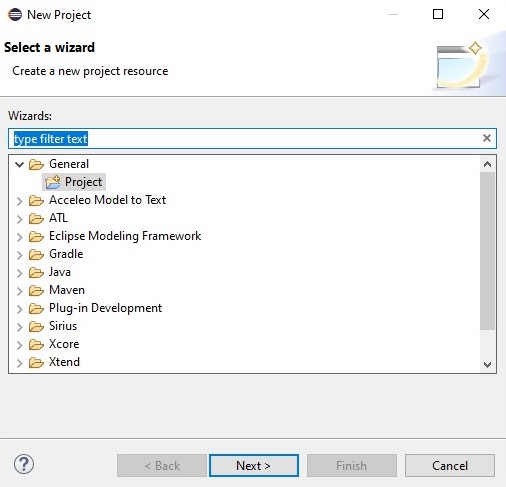 New Project
Select a wizard
Create a new project resource
Wizards:
type filter text
General
Project
Acceleo Model to Text
ATL
Eclipse Modeling Framework
Gradle
Java
Maven
Plug-in Development
Sirius
Xcore
Xtend
? < Back Next > Finish Cancel